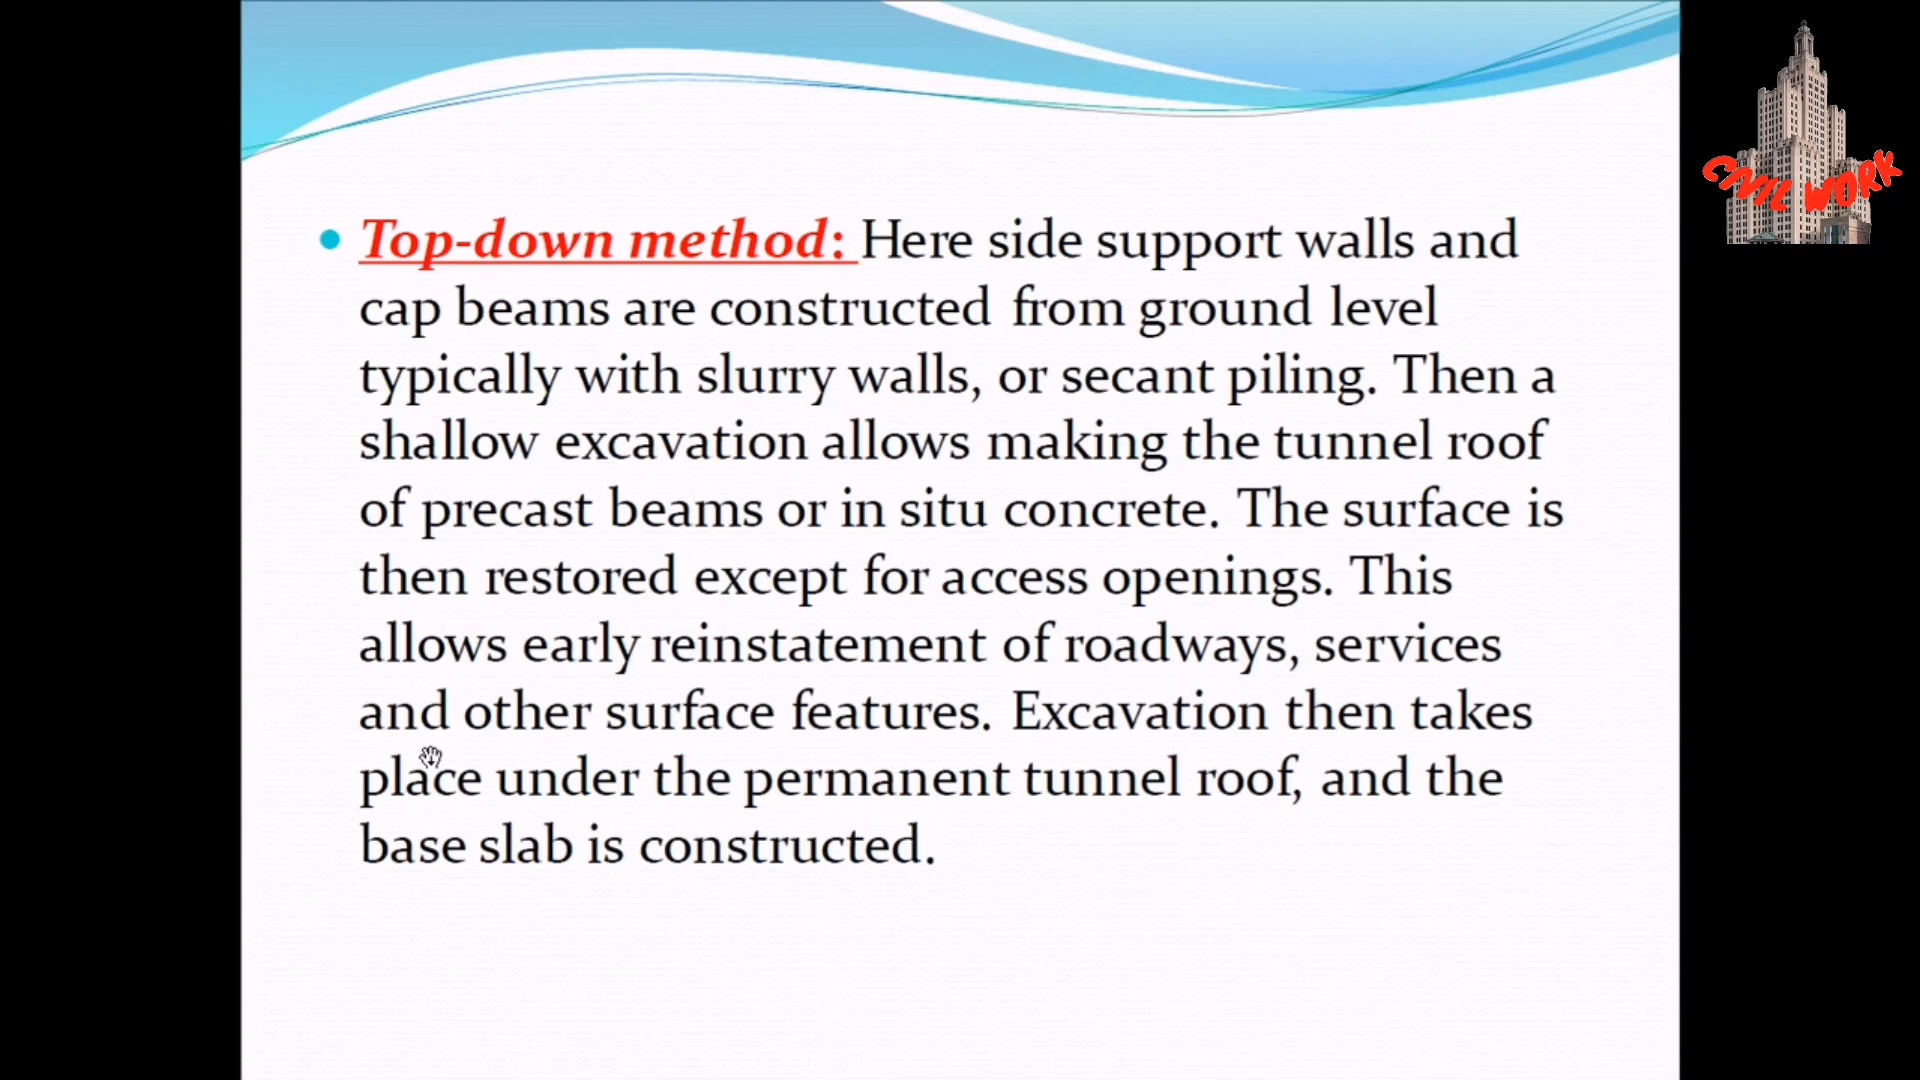 CIVIL WORK
• Top-down method: Here side support walls and
cap beams are constructed from ground level
typically with slurry walls, or secant piling. Then a
shallow excavation allows making the tunnel roof
of precast beams or in situ concrete. The surface is
then restored except for access openings. This
allows early reinstatement of roadways, services
and other surface features. Excavation then takes
place under the permanent tunnel roof, and the
base slab is constructed.